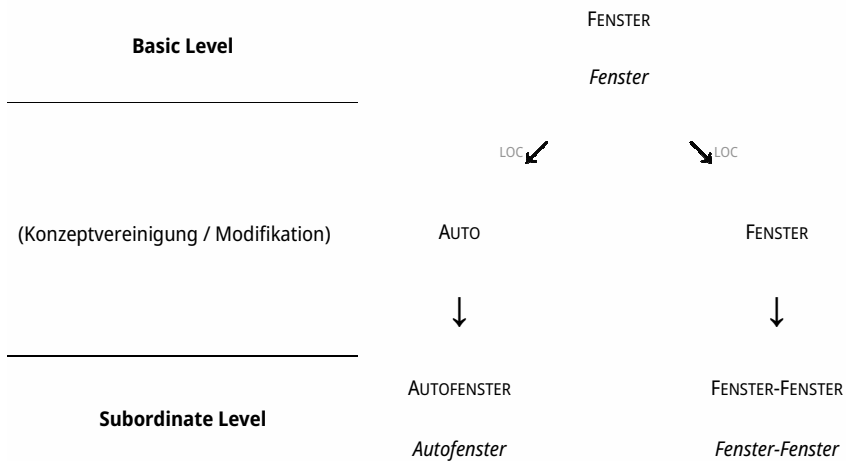 FENSTER
Basic Level
Fenster
LOC LOC
(Konzeptvereinigung / Modifikation) AUTO FENSTER
AUTOFENSTER FENSTER-FENSTER
Subordinate Level
Autofenster Fenster-Fenster